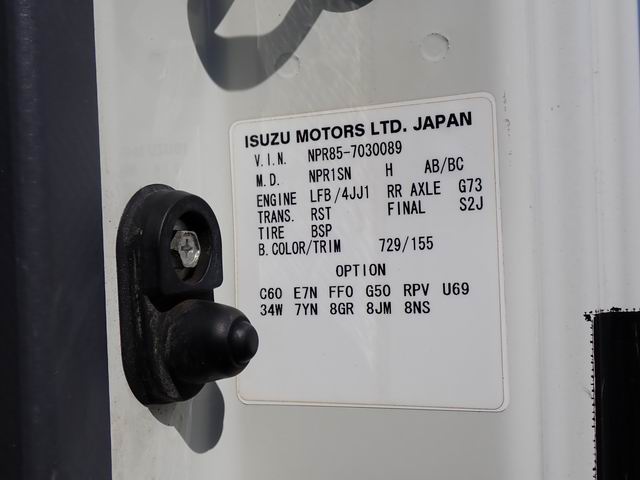 ISUZU MOTORS LTD. JAPAN
V.I.N. NPR85-7030089
M.D. NPR1SN H AB/BC
ENGINE LFB/4JJ1 RR AXLE G73
TRANS. RST FINAL S2J
TIRE BSP
B.COLOR/TRIM 729/155
OPTION
C60 E7N FFO G50 RPV U69
34W 7YN 8GR 8JM 8NS